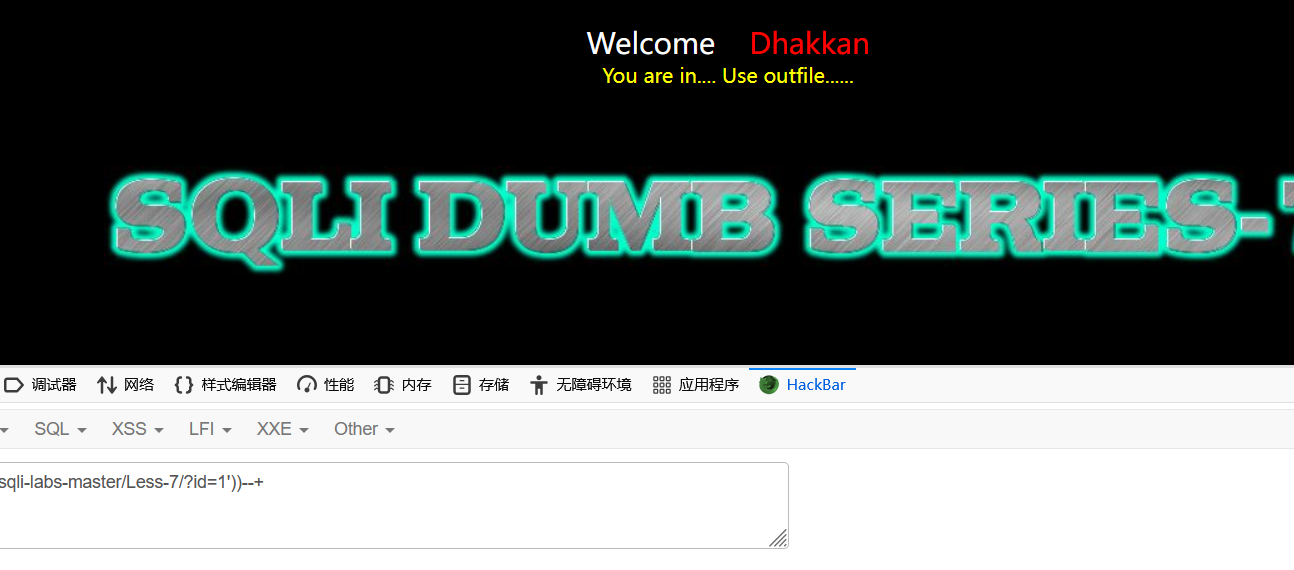 Welcome Dhakkan
You are in.... Use outfile......
SQLI DUMB SERIES-
调试器 网络 样式编辑器 性能 内存 存储 无障碍环境 应用程序 HackBar
SQL XSS LFI XXE Other
sqli-labs-master/Less-7/?id=1'))--+